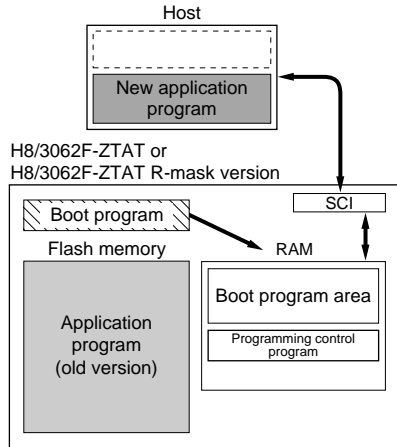 Host
New application
program
H8/3062F-ZTAT or
H8/3062F-ZTAT R-mask version
SCI
Boot program
Flash memory
RAM
Boot program area
Application
program
(old version)
Programming control
program